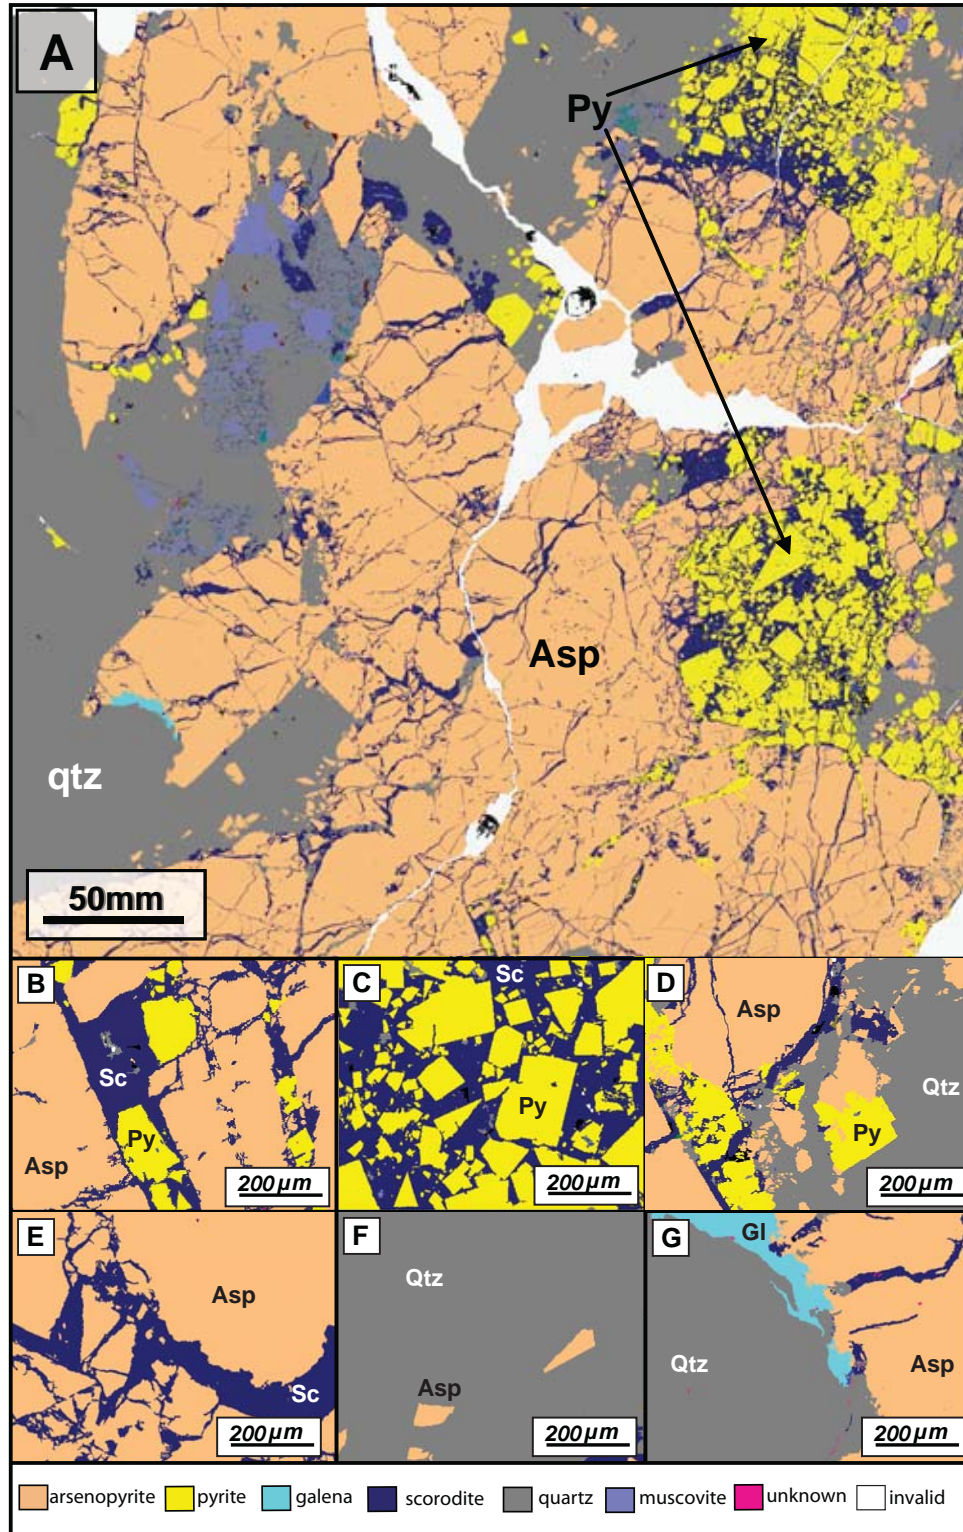 A
Py
Asp
qtz
50mm
B
Sc
Py
Asp
200µm
C
Sc
Py
200µm
D
Asp
Qtz
Py
200µm
E
Asp
Sc
200µm
F
Qtz
Asp
200µm
G
Gl
Qtz
Asp
200µm
arsenopyrite pyrite galena scorodite quartz muscovite unknown invalid